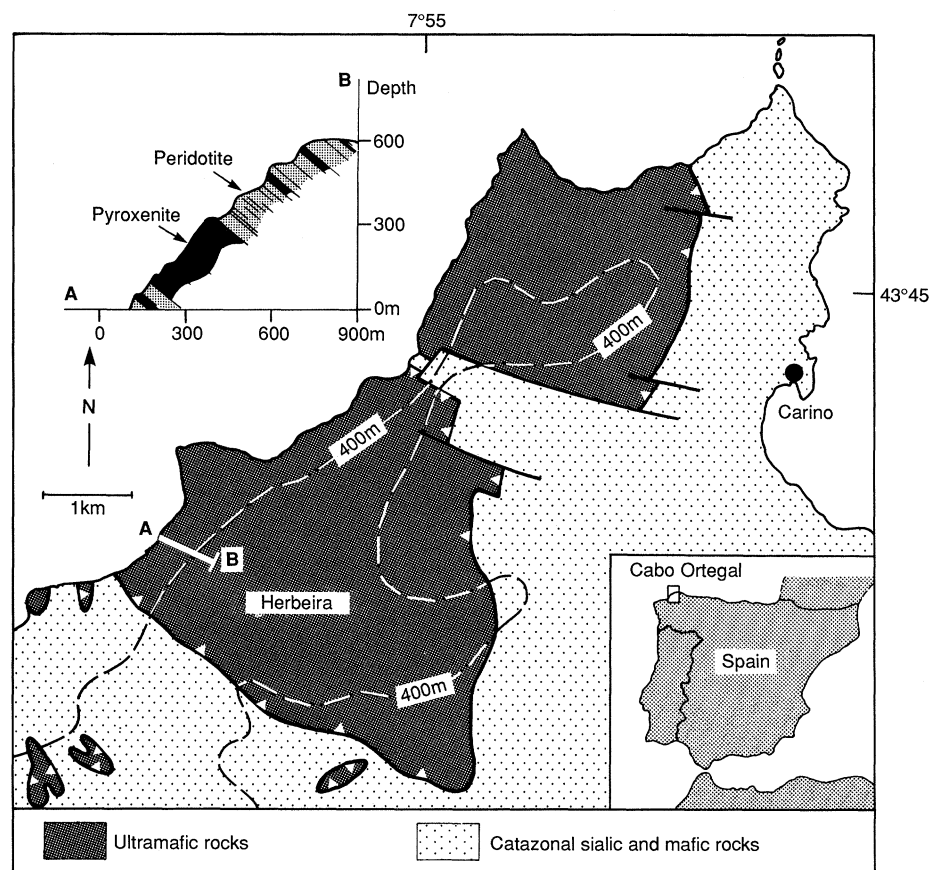 7°55
B
Depth
600
Peridotite
Pyroxenite
300
A
0m
0
300
600
900m
43°45
N
400m
Carino
400m
1km
A
B
Herbeira
Cabo Ortegal
Spain
400m
Ultramafic rocks
Catazonal sialic and mafic rocks